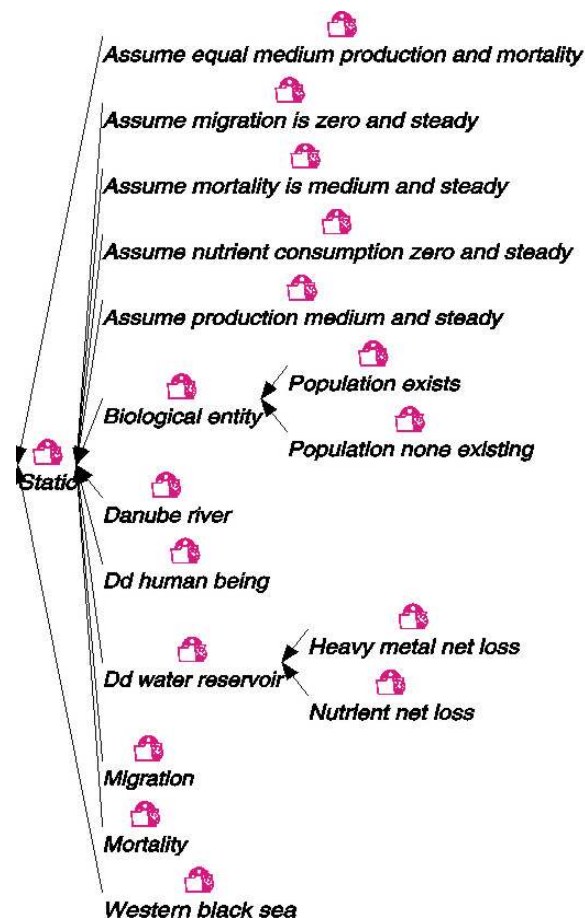 Assume equal medium production and mortality
Assume migration is zero and steady
Assume mortality is medium and steady
Assume nutrient consumption zero and steady
Assume production medium and steady
Population exists
Biological entity
Population none existing
Static
Danube river
Dd human being
Heavy metal net loss
Dd water reservoir
Nutrient net loss
Migration
Mortality
Western black sea